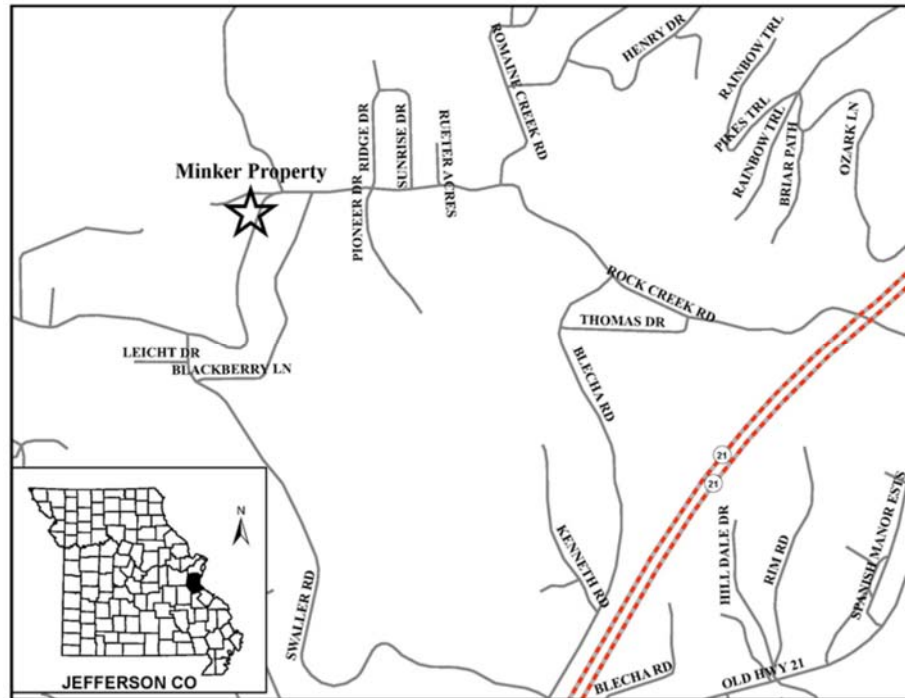 HENRY DR
ROMAINE CREEK RD
RAINBOW TRL
PIKES TRL
RAINBOW TRL
BRIAR PATH
OZARK LN
RIDGE DR
SUNRISE DR
RUETER ACRES
Minker Property
PIONEER DR
ROCK CREEK RD
THOMAS DR
LEICHT DR
BLACKBERRY LN
BLECHA RD
21
21
N
KENNETH RD
HILL DALE DR
RIM RD
SPANISH MANOR ESTS
SWALLER RD
JEFFERSON CO
BLECHA RD
OLD HWY 21